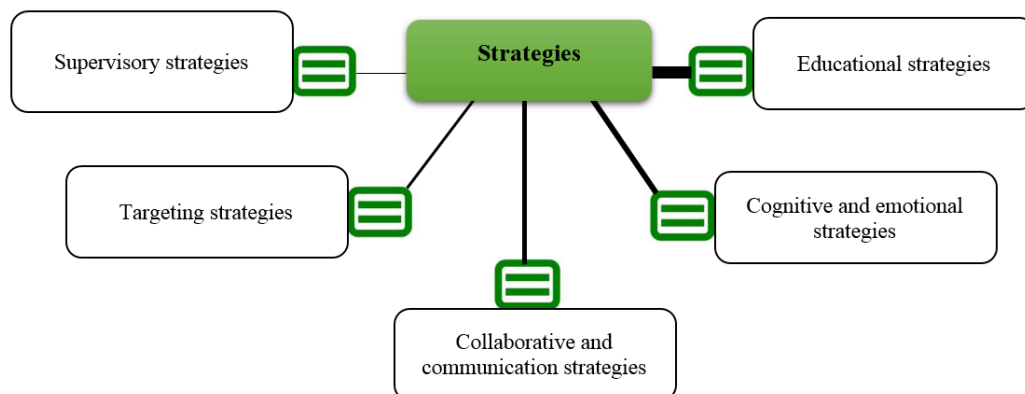 Strategies
Supervisory strategies
Educational strategies
Targeting strategies
Cognitive and emotional
strategies
Collaborative and
communication strategies